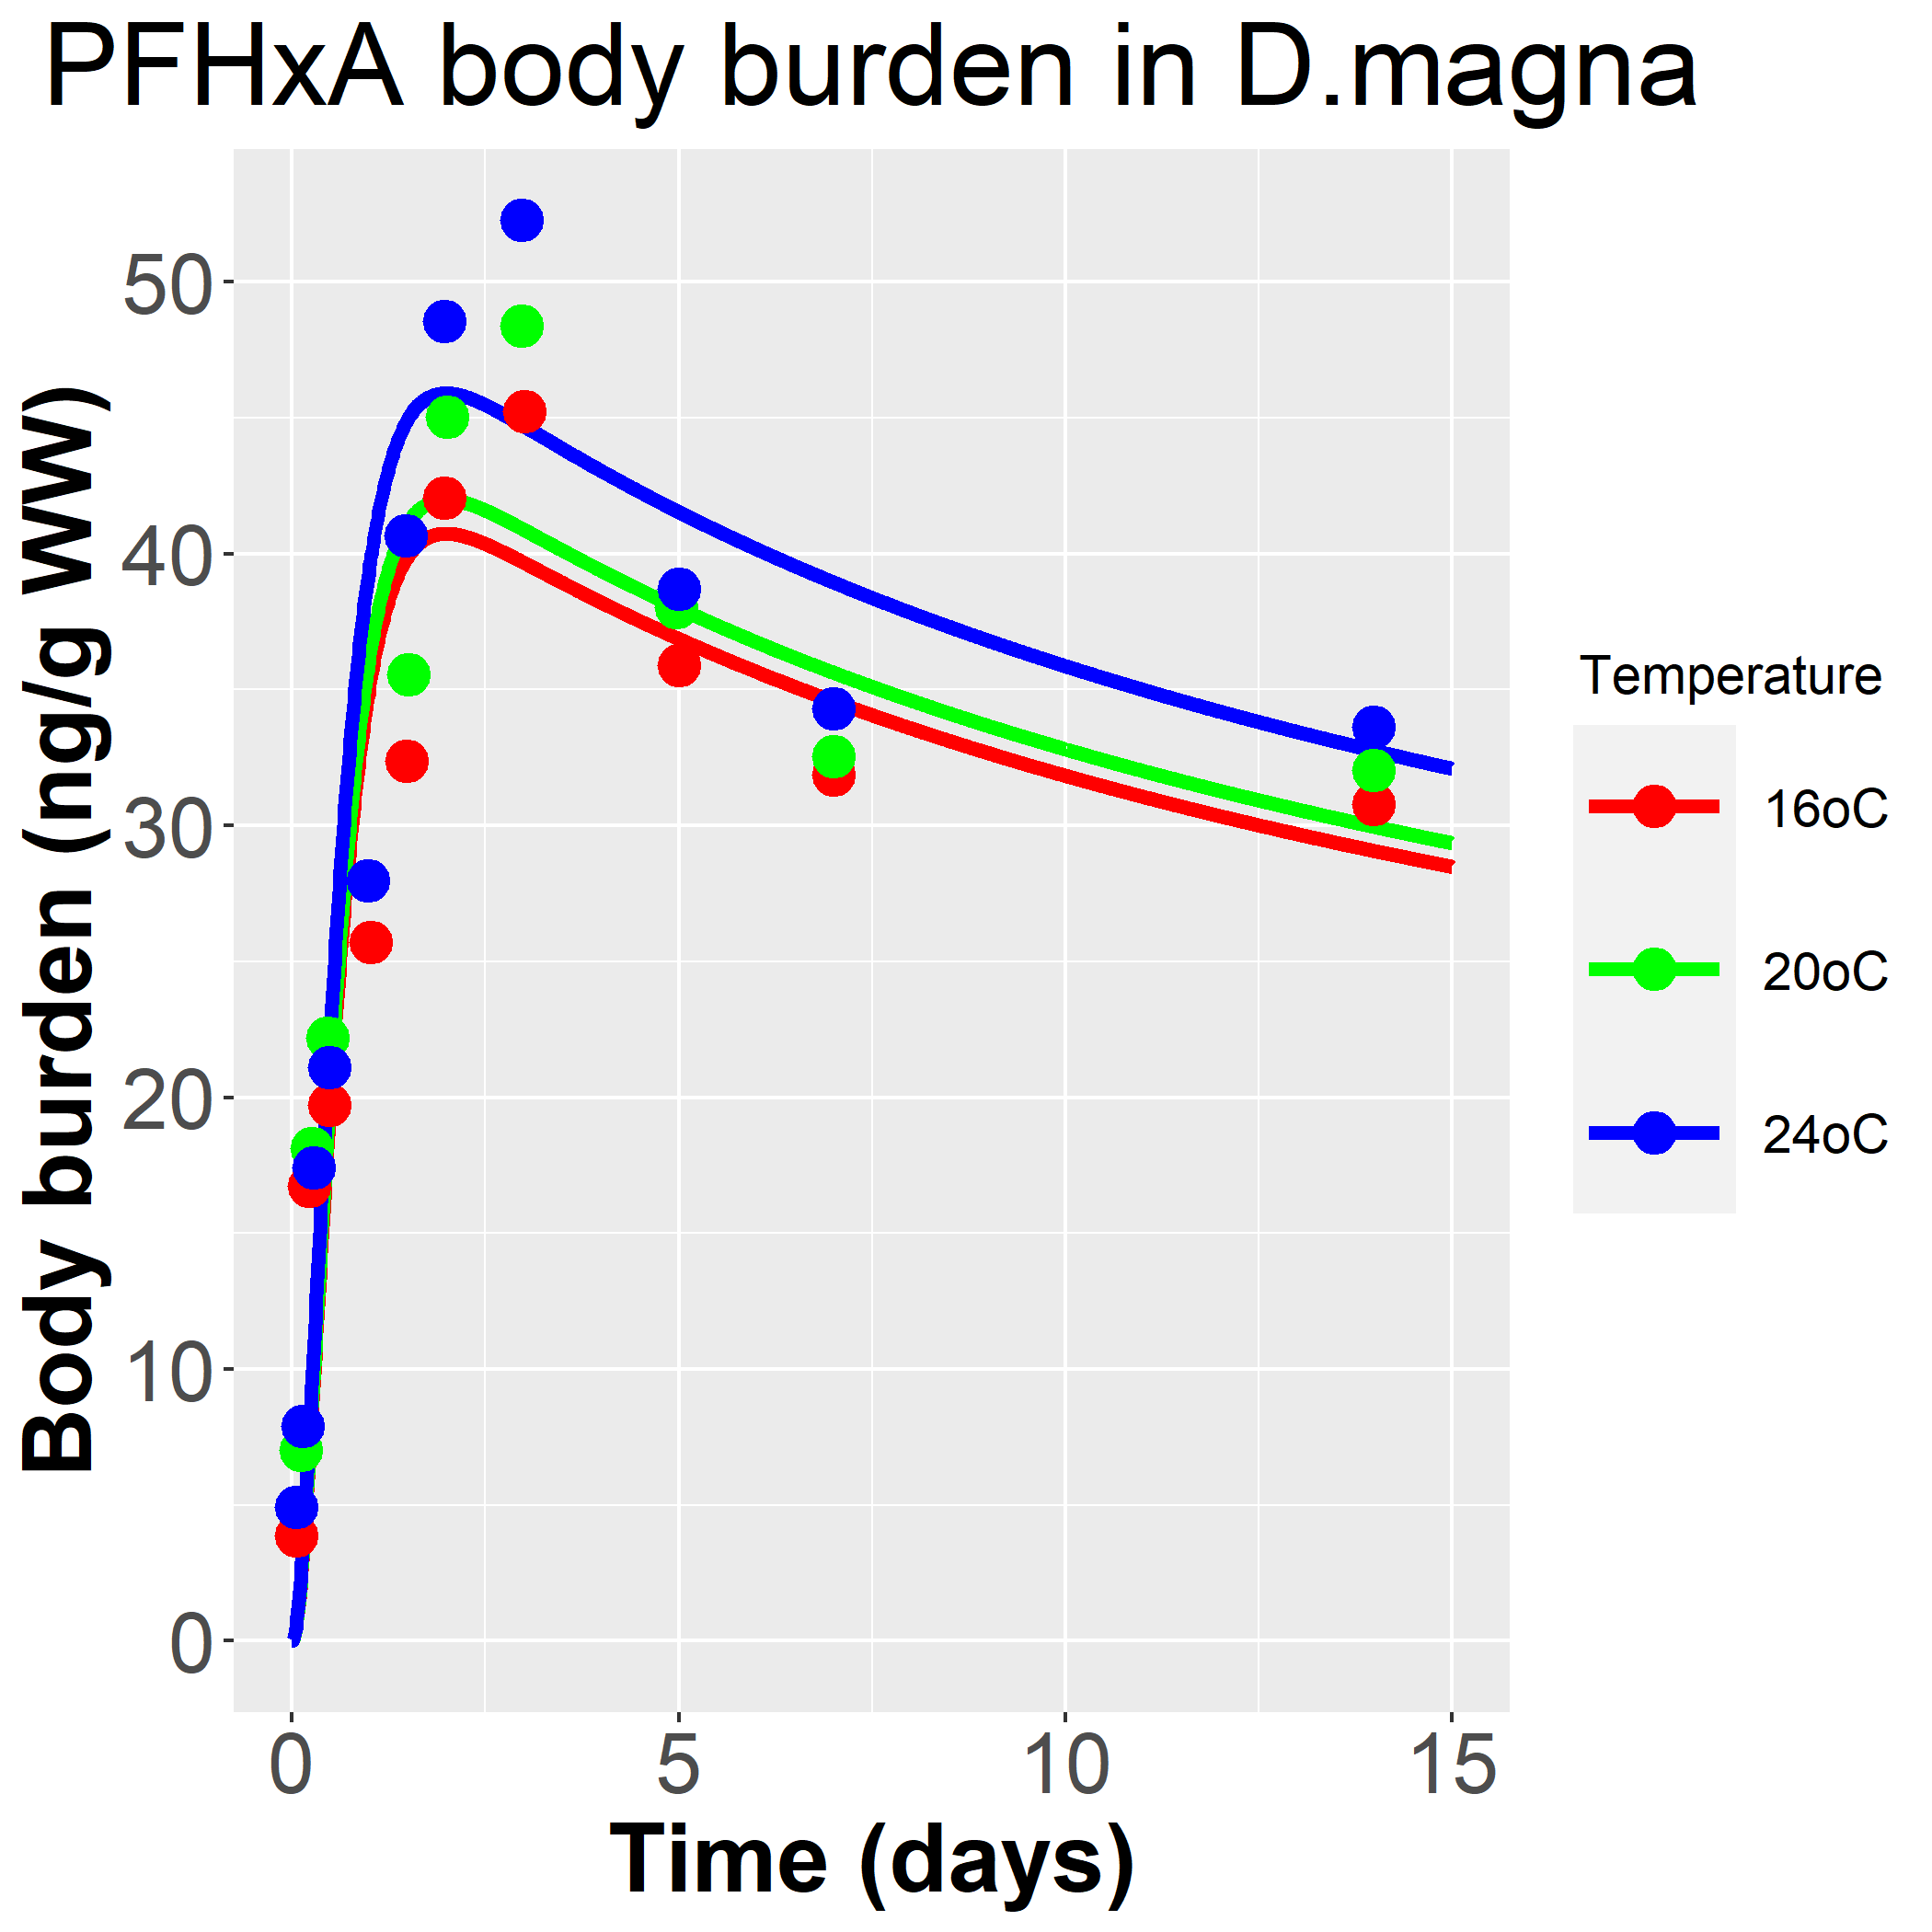 PFHxA body burden in D.magna
Body burden (ng/g WW)
50
40
30
20
10
0
0 5 10 15
Time (days)
Temperature
16oC
20oC
24oC